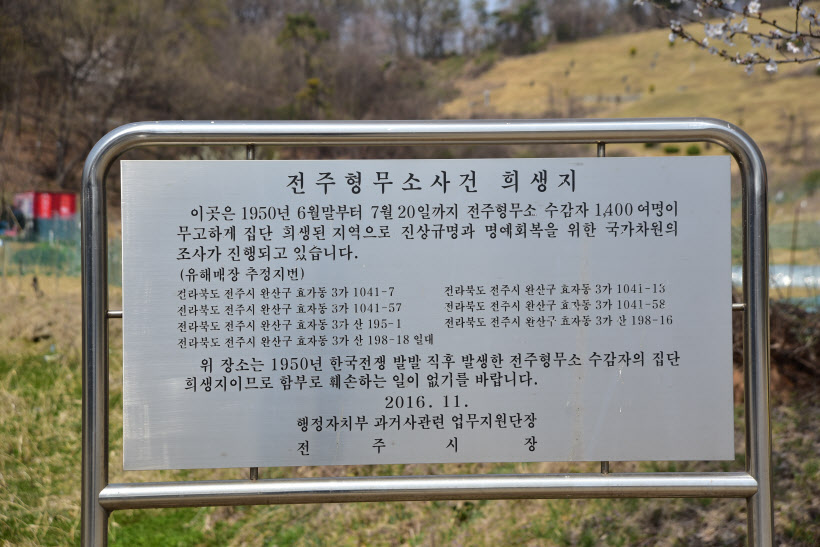 전주형무소사건 희생지
이곳은 1950년 6월말부터 7월 20일까지 전주형무소 수감자 1,400 여명이
무고하게 집단 희생된 지역으로 진상규명과 명예회복을 위한 국가차원의
조사가 진행되고 있습니다.
(유해매장 추정지번)
전라북도 전주시 완산구 효자동 3가 1041-7 전라북도 전주시 완산구 효자동 3가 1041-13
전라북도 전주시 완산구 효자동 3가 1041-57 전라북도 전주시 완산구 효자동 3가 1041-58
전라북도 전주시 완산구 효자동 3가 산 195-1 전라북도 전주시 완산구 효자동 3가 산 198-16
전라북도 전주시 완산구 효자동 3가 산 198-18 일대
위 장소는 1950년 한국전쟁 발발 직후 발생한 전주형무소 수감자의 집단
희생지이므로 함부로 훼손하는 일이 없기를 바랍니다.
2016. 11.
행정자치부 과거사관련 업무지원단장
전 주 시 장